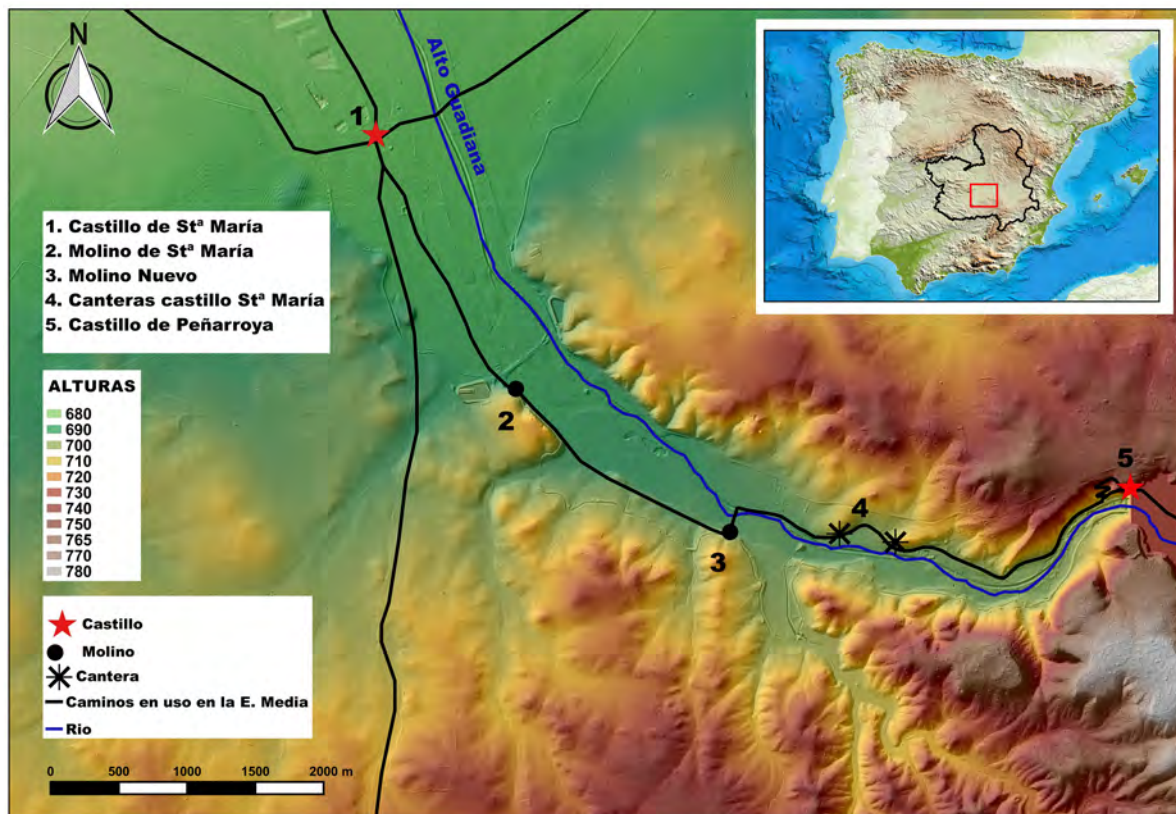 N
Alto Guadiana
1
1. Castillo de Stª María
2. Molino de Stª María
3. Molino Nuevo
4. Canteras castillo Stª María
5. Castillo de Peñarroya
ALTURAS
680
690
700
710
720
730
740
750
765
770
780
2
3
4
5
Castillo
Molino
Cantera
Caminos en uso en la E. Media
Rio
0 500 1000 1500 2000 m